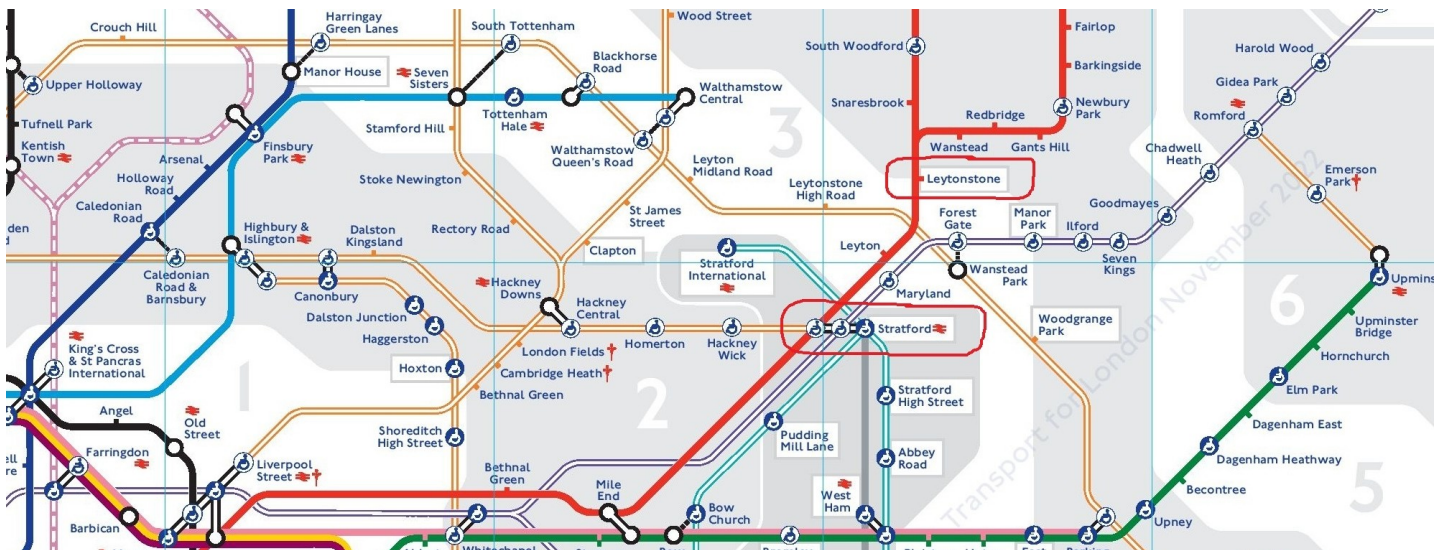 Crouch Hill
Harringay
Green Lanes
South Tottenham
Wood Street
Fairlop
South Woodford
Harold Wood
Blackhorse
Road
Barkingside
Manor House
Seven
Sisters
Gidea Park
Upper Holloway
Walthamstow
Central
Snaresbrook
Newbury
Park
Romford
Tottenham
Hale
Redbridge
Tufnell Park
Stamford Hill
3
Kentish
Town
Finsbury
Park
Walthamstow
Queen's Road
Wanstead
Gants Hill
Chadwell
Heath
Arsenal
Leyton
Midland Road
Leytonstone
Emerson
Park
Holloway
Road
Stoke Newington
Leytonstone
High Road
Caledonian
Road
Goodmayes
St James
Street
Forest
Gate
Manor
Park
Ilford
den
Highbury &
Islington
Dalston
Kingsland
Rectory Road
Clapton
Leyton
Seven
Kings
Stratford
International
Wanstead
Park
Caledonian
Road &
Barnsbury
Canonbury
Hackney
Downs
Maryland
Upmins
6
Dalston Junction
Hackney
Central
Stratford
Woodgrange
Park
Upminster
Bridge
Haggerston
Homerton
Hackney
Wick
King's Cross
& St Pancras
International
London Fields
Hornchurch
Hoxton
Cambridge Heath
Elm Park
1
Bethnal Green
2
Stratford
High Street
Angel
Old
Street
Dagenham East
Shoreditch
High Street
Pudding
Mill Lane
Dagenham Heathway
Farringdon
Abbey
Road
Liverpool
Street
Bethnal
Green
Mile
End
West
Ham
Becontree
5
Bow
Church
Upney
Barbican
Whitechapel
Transport for London November 2022